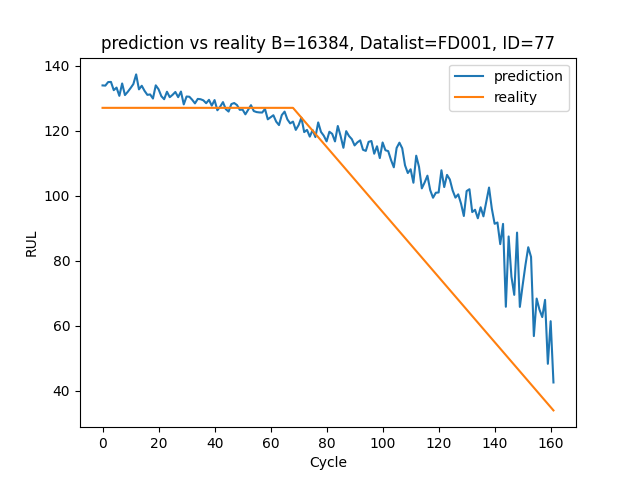 prediction vs reality B=16384, Datalist=FD001, ID=77
prediction
reality
RUL
140
120
100
80
60
40
0 20 40 60 80 100 120 140 160
Cycle